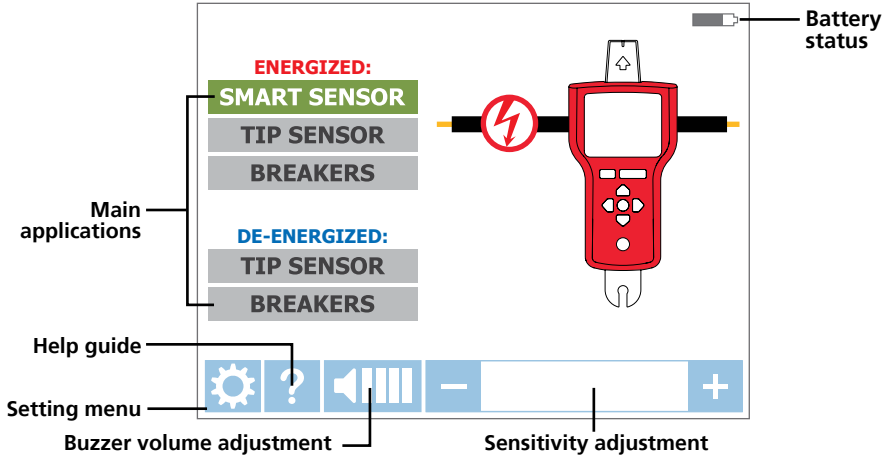 Battery
status
ENERGIZED:
SMART SENSOR
TIP SENSOR
BREAKERS
Main
applications
DE-ENERGIZED:
TIP SENSOR
BREAKERS
Help guide
?
− +
Setting menu
Buzzer volume adjustment
Sensitivity adjustment